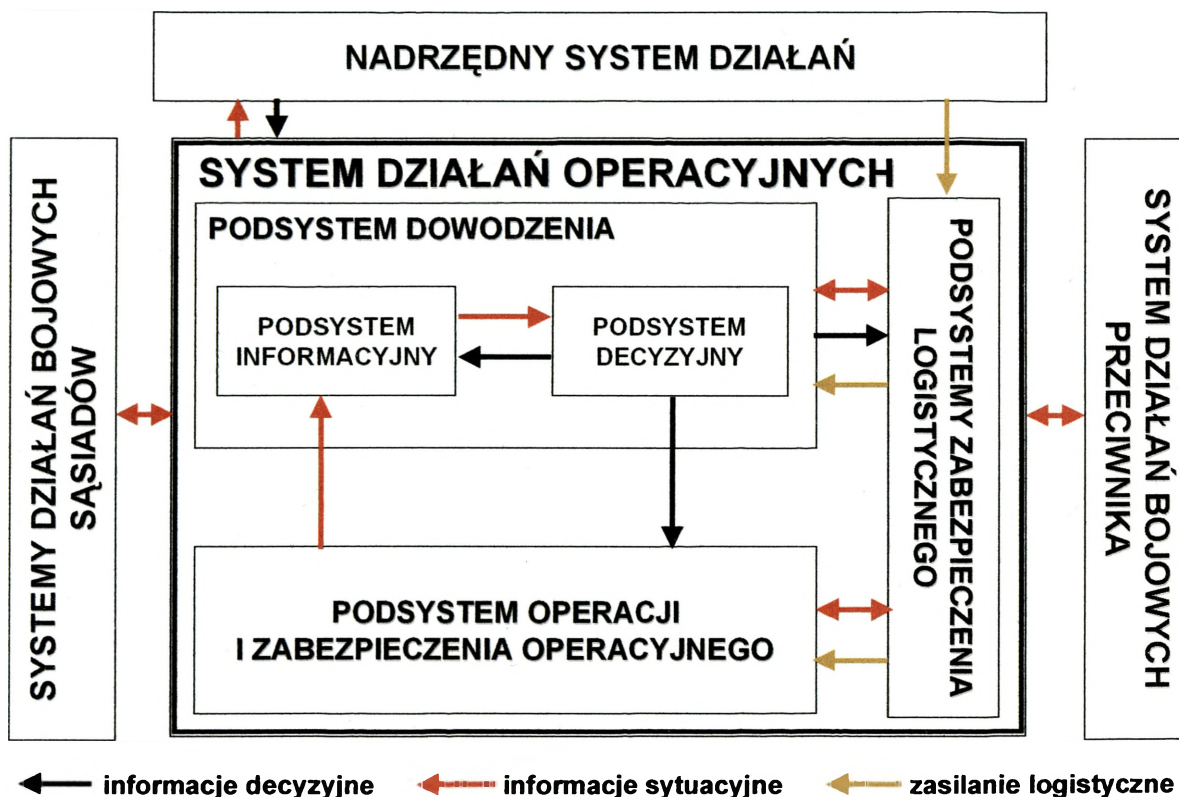 NADRZĘDNY SYSTEM DZIAŁAŃ
SYSTEMY DZIAŁAŃ BOJOWYCH
SĄSIADÓW
SYSTEM DZIAŁAŃ OPERACYJNYCH
PODSYSTEM DOWODZENIA
PODSYSTEM
INFORMACYJNY
PODSYSTEM
DECYZYJNY
PODSYSTEM OPERACJI
I ZABEZPIECZENIA OPERACYJNEGO
PODSYSTEMY ZABEZPIECZENIA
LOGISTYCZNEGO
SYSTEM DZIAŁAŃ BOJOWYCH
PRZECIWNIKA
informacje decyzyjne
informacje sytuacyjne
zasilanie logistyczne